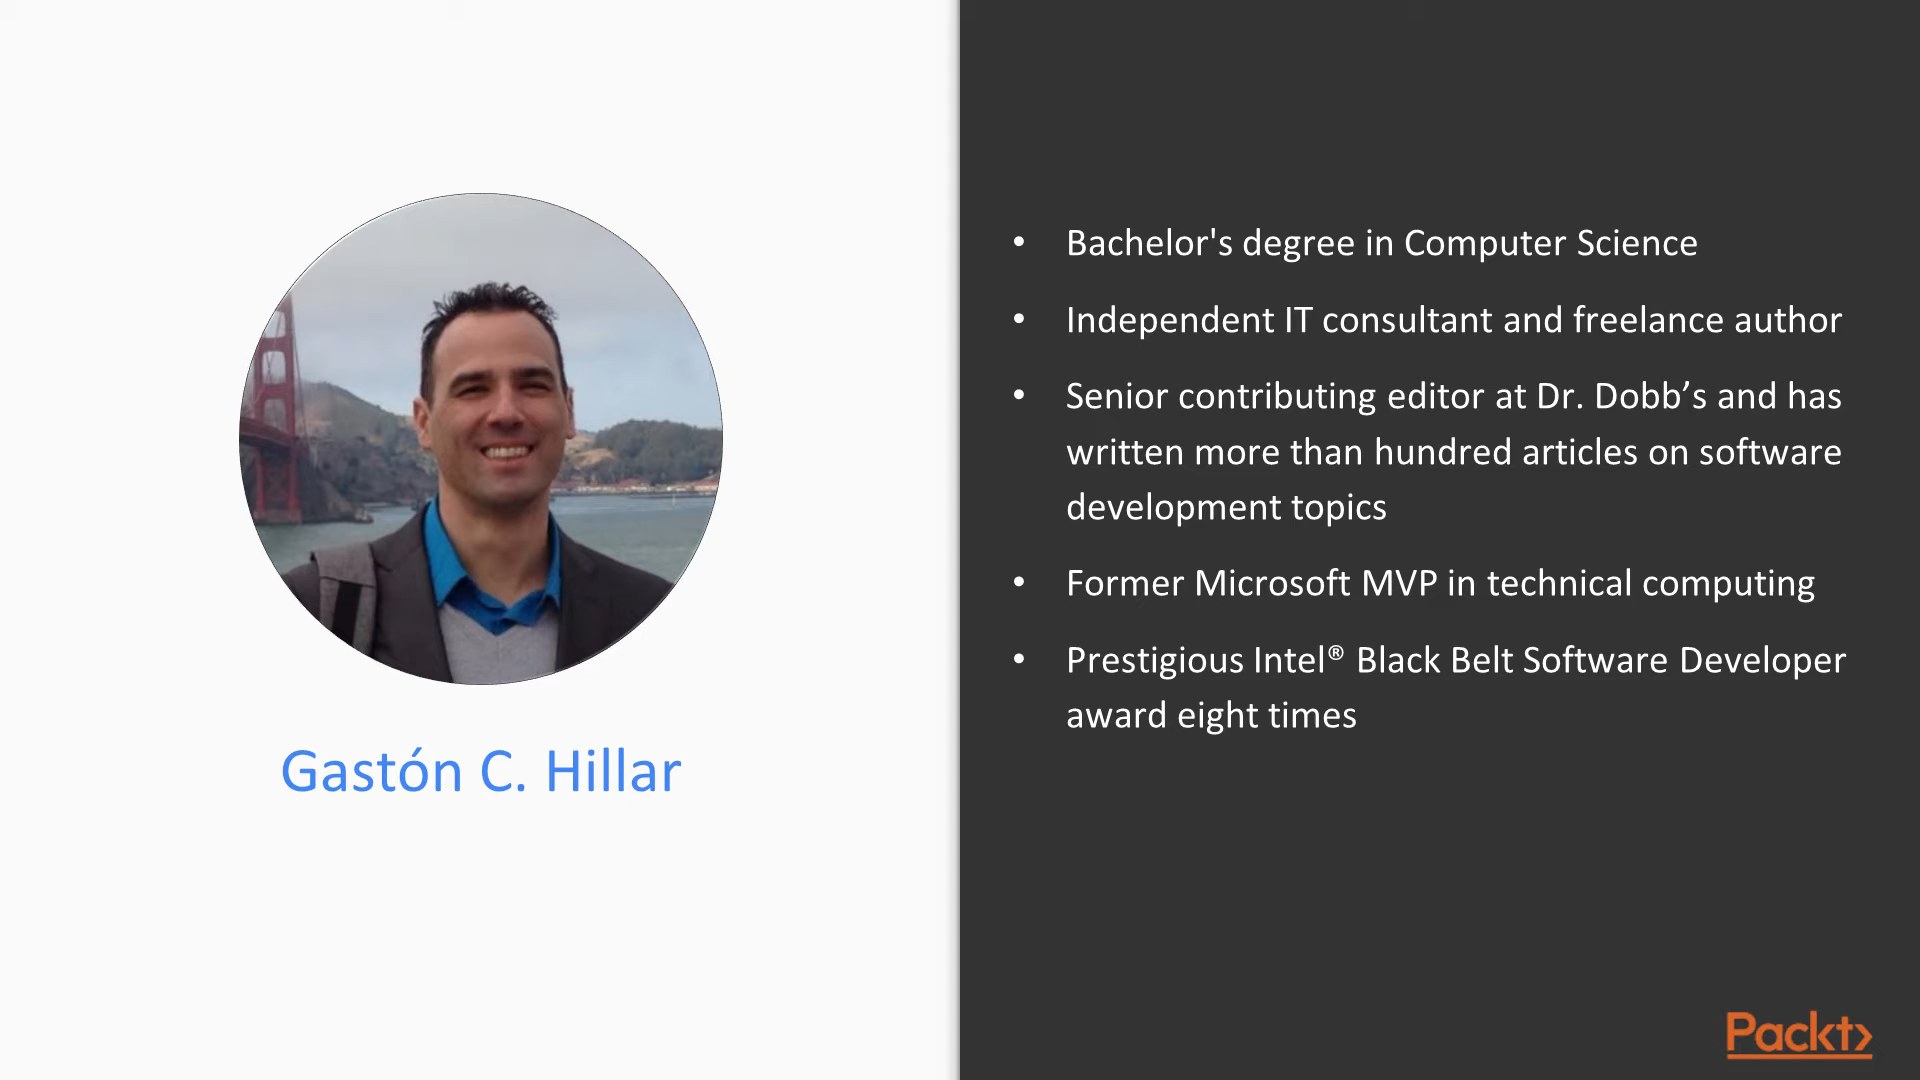 Gastón C. Hillar
• Bachelor's degree in Computer Science
• Independent IT consultant and freelance author
• Senior contributing editor at Dr. Dobb’s and has
written more than hundred articles on software
development topics
• Former Microsoft MVP in technical computing
• Prestigious Intel® Black Belt Software Developer
award eight times
Packt>